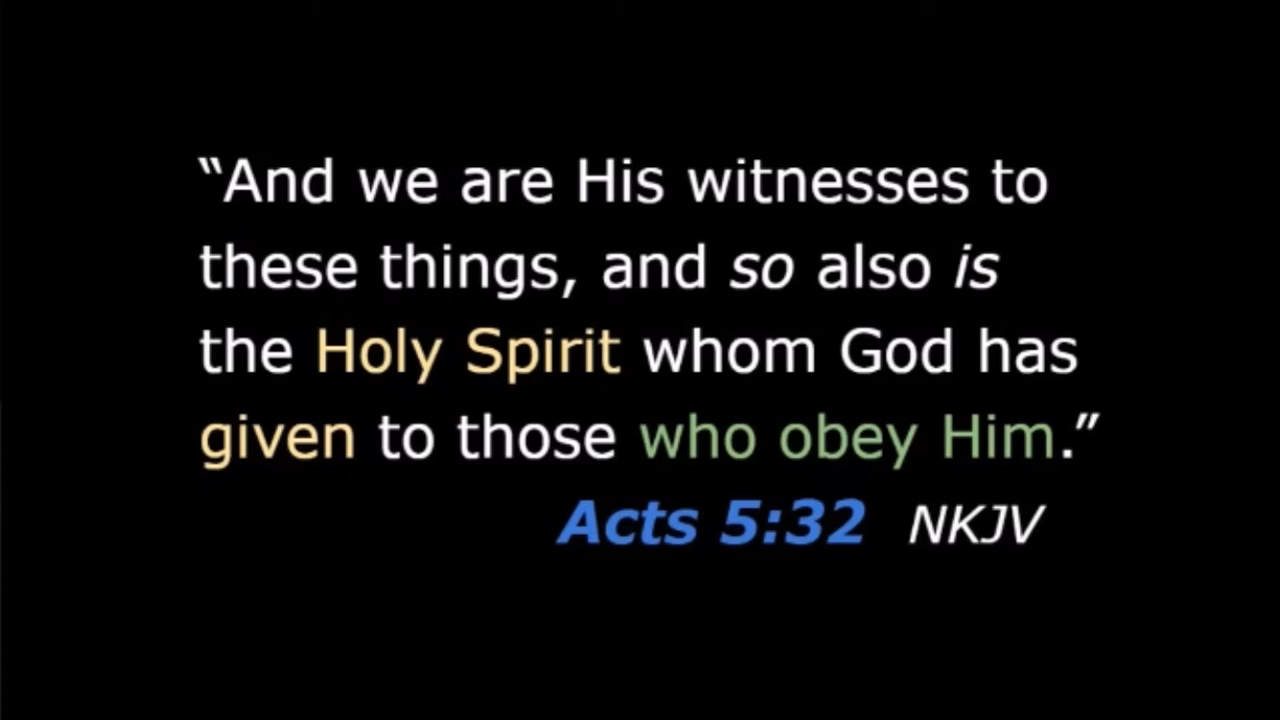 “And we are His witnesses to
these things, and so also is
the Holy Spirit whom God has
given to those who obey Him.”
Acts 5:32 NKJV